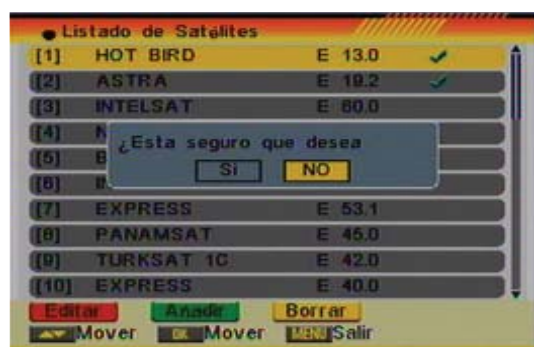 Listado de Satélites
[1] HOT BIRD E 13.0
[2] ASTRA E 19.2
[3] INTELSAT E 60.0
[4]
¿Esta seguro que desea
[5]
Si NO
[6]
[7] EXPRESS E 53.1
[8] PANAMSAT E 45.0
[9] TURKSAT 1C E 42.0
[10] EXPRESS E 40.0
Editar Añadir Borrar
Mover OK Mover MENU Salir